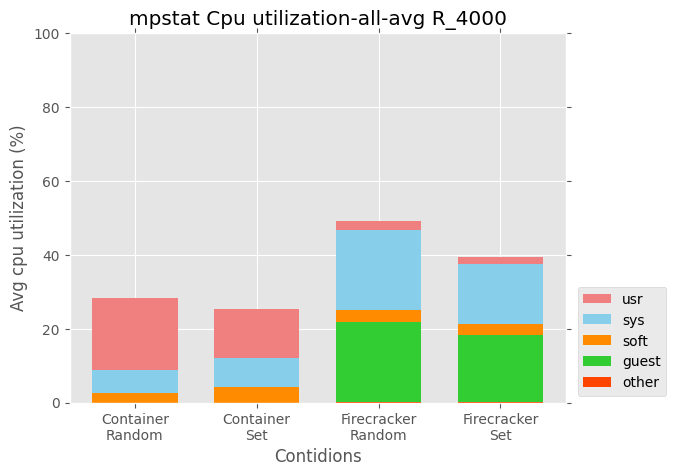 mpstat Cpu utilization-all-avg R_4000
Avg cpu utilization (%)
100
80
60
40
20
0
Container
Random
Container
Set
Firecracker
Random
Firecracker
Set
Contidions
usr
sys
soft
guest
other